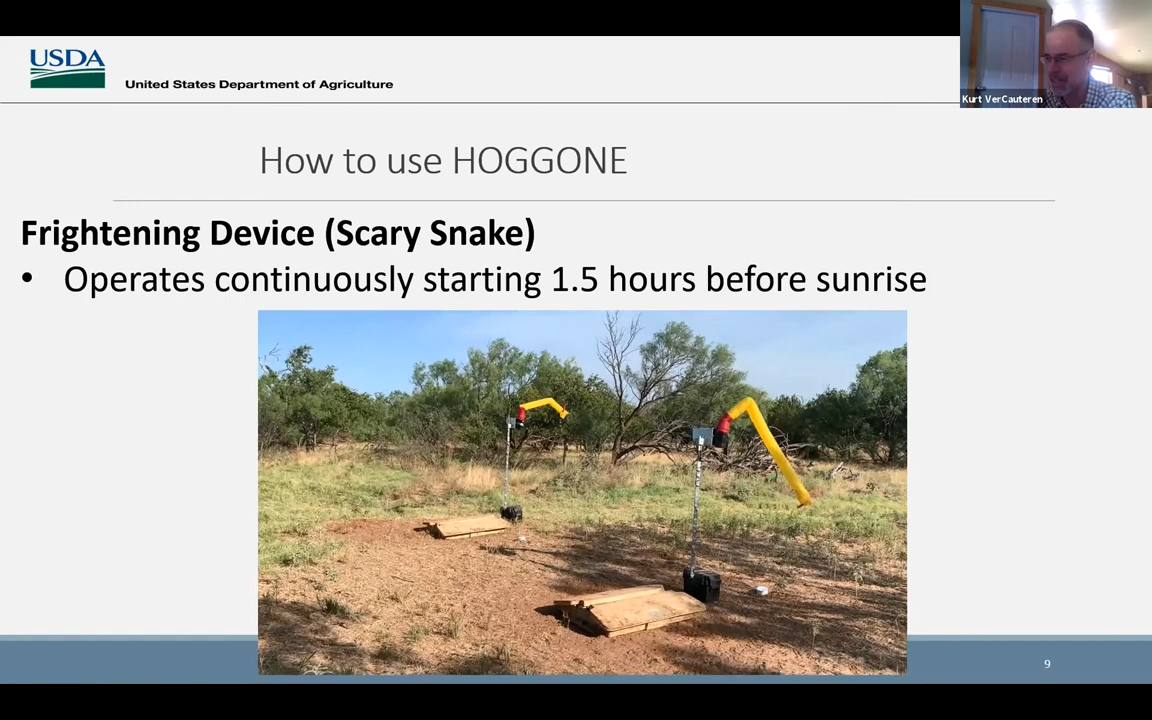 USDA
United States Department of Agriculture
Kurt VerCauteren
How to use HOGGONE
Frightening Device (Scary Snake)
• Operates continuously starting 1.5 hours before sunrise
9